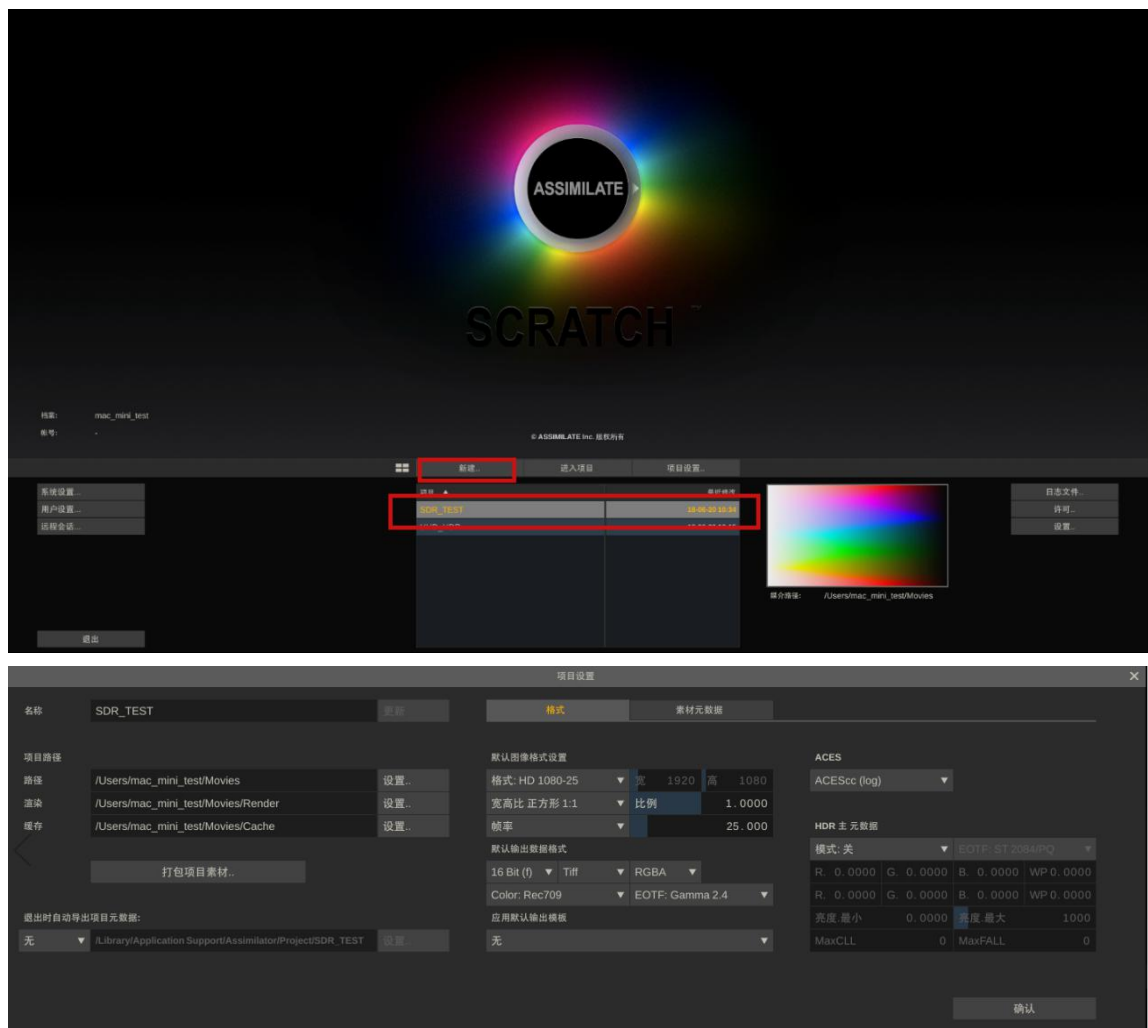 ASSIMILATE
SCRATCH
档案: mac_mini_test
帐号: -
© ASSIMILATE Inc. 版权所有
新建.. 进入项目 项目设置..
系统设置...
用户设置...
远程会话...
退出
项目 ▲ 最近修改
SDR_TEST 18-06-20 10:34
日志文件..
许可..
设置..
媒介路径: /Users/mac_mini_test/Movies
项目设置 ×
名称 SDR_TEST 更新
项目路径
路径 /Users/mac_mini_test/Movies 设置..
渲染 /Users/mac_mini_test/Movies/Render 设置..
缓存 /Users/mac_mini_test/Movies/Cache 设置..
打包项目素材..
退出时自动导出项目元数据:
无 /Library/Application Support/Assimilator/Project/SDR_TEST 设置..
格式 素材元数据
默认图像格式设置
格式: HD 1080-25 宽 1920 高 1080
宽高比 正方形 1:1 比例 1.0000
帧率 25.000
默认输出数据格式
16 Bit (f) Tiff RGBA
Color: Rec709 EOTF: Gamma 2.4
应用默认输出模板
无
ACES
ACEScc (log)
HDR 主 元数据
模式: 关 EOTF: ST 2084/PQ
R. 0.0000 G. 0.0000 B. 0.0000 WP 0.0000
R. 0.0000 G. 0.0000 B. 0.0000 WP 0.0000
亮度.最小 0.0000 亮度.最大 1000
MaxCLL 0 MaxFALL 0
确认